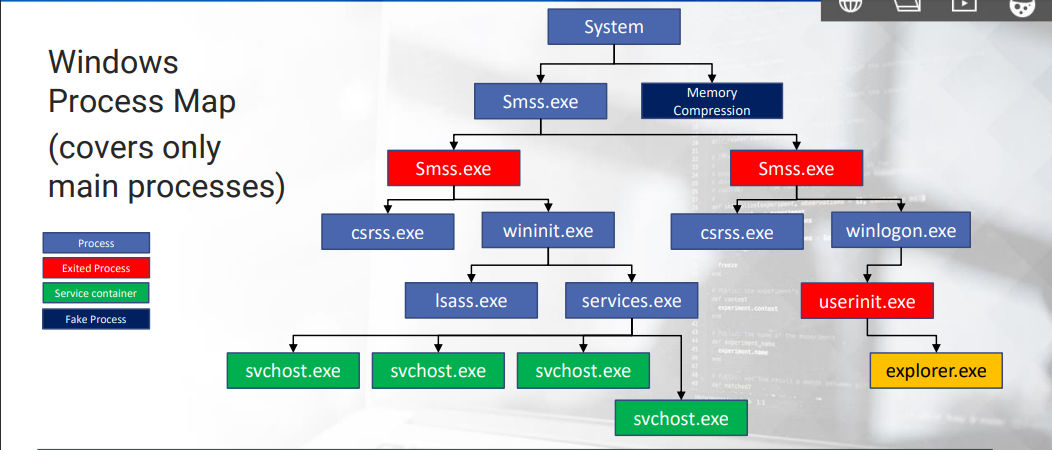 System
Windows
Process Map
(covers only
main processes)
Smss.exe
Memory
Compression
Smss.exe
Smss.exe
csrss.exe
wininit.exe
csrss.exe
winlogon.exe
Process
Exited Process
Service container
Fake Process
lsass.exe
services.exe
userinit.exe
svchost.exe
svchost.exe
svchost.exe
explorer.exe
svchost.exe